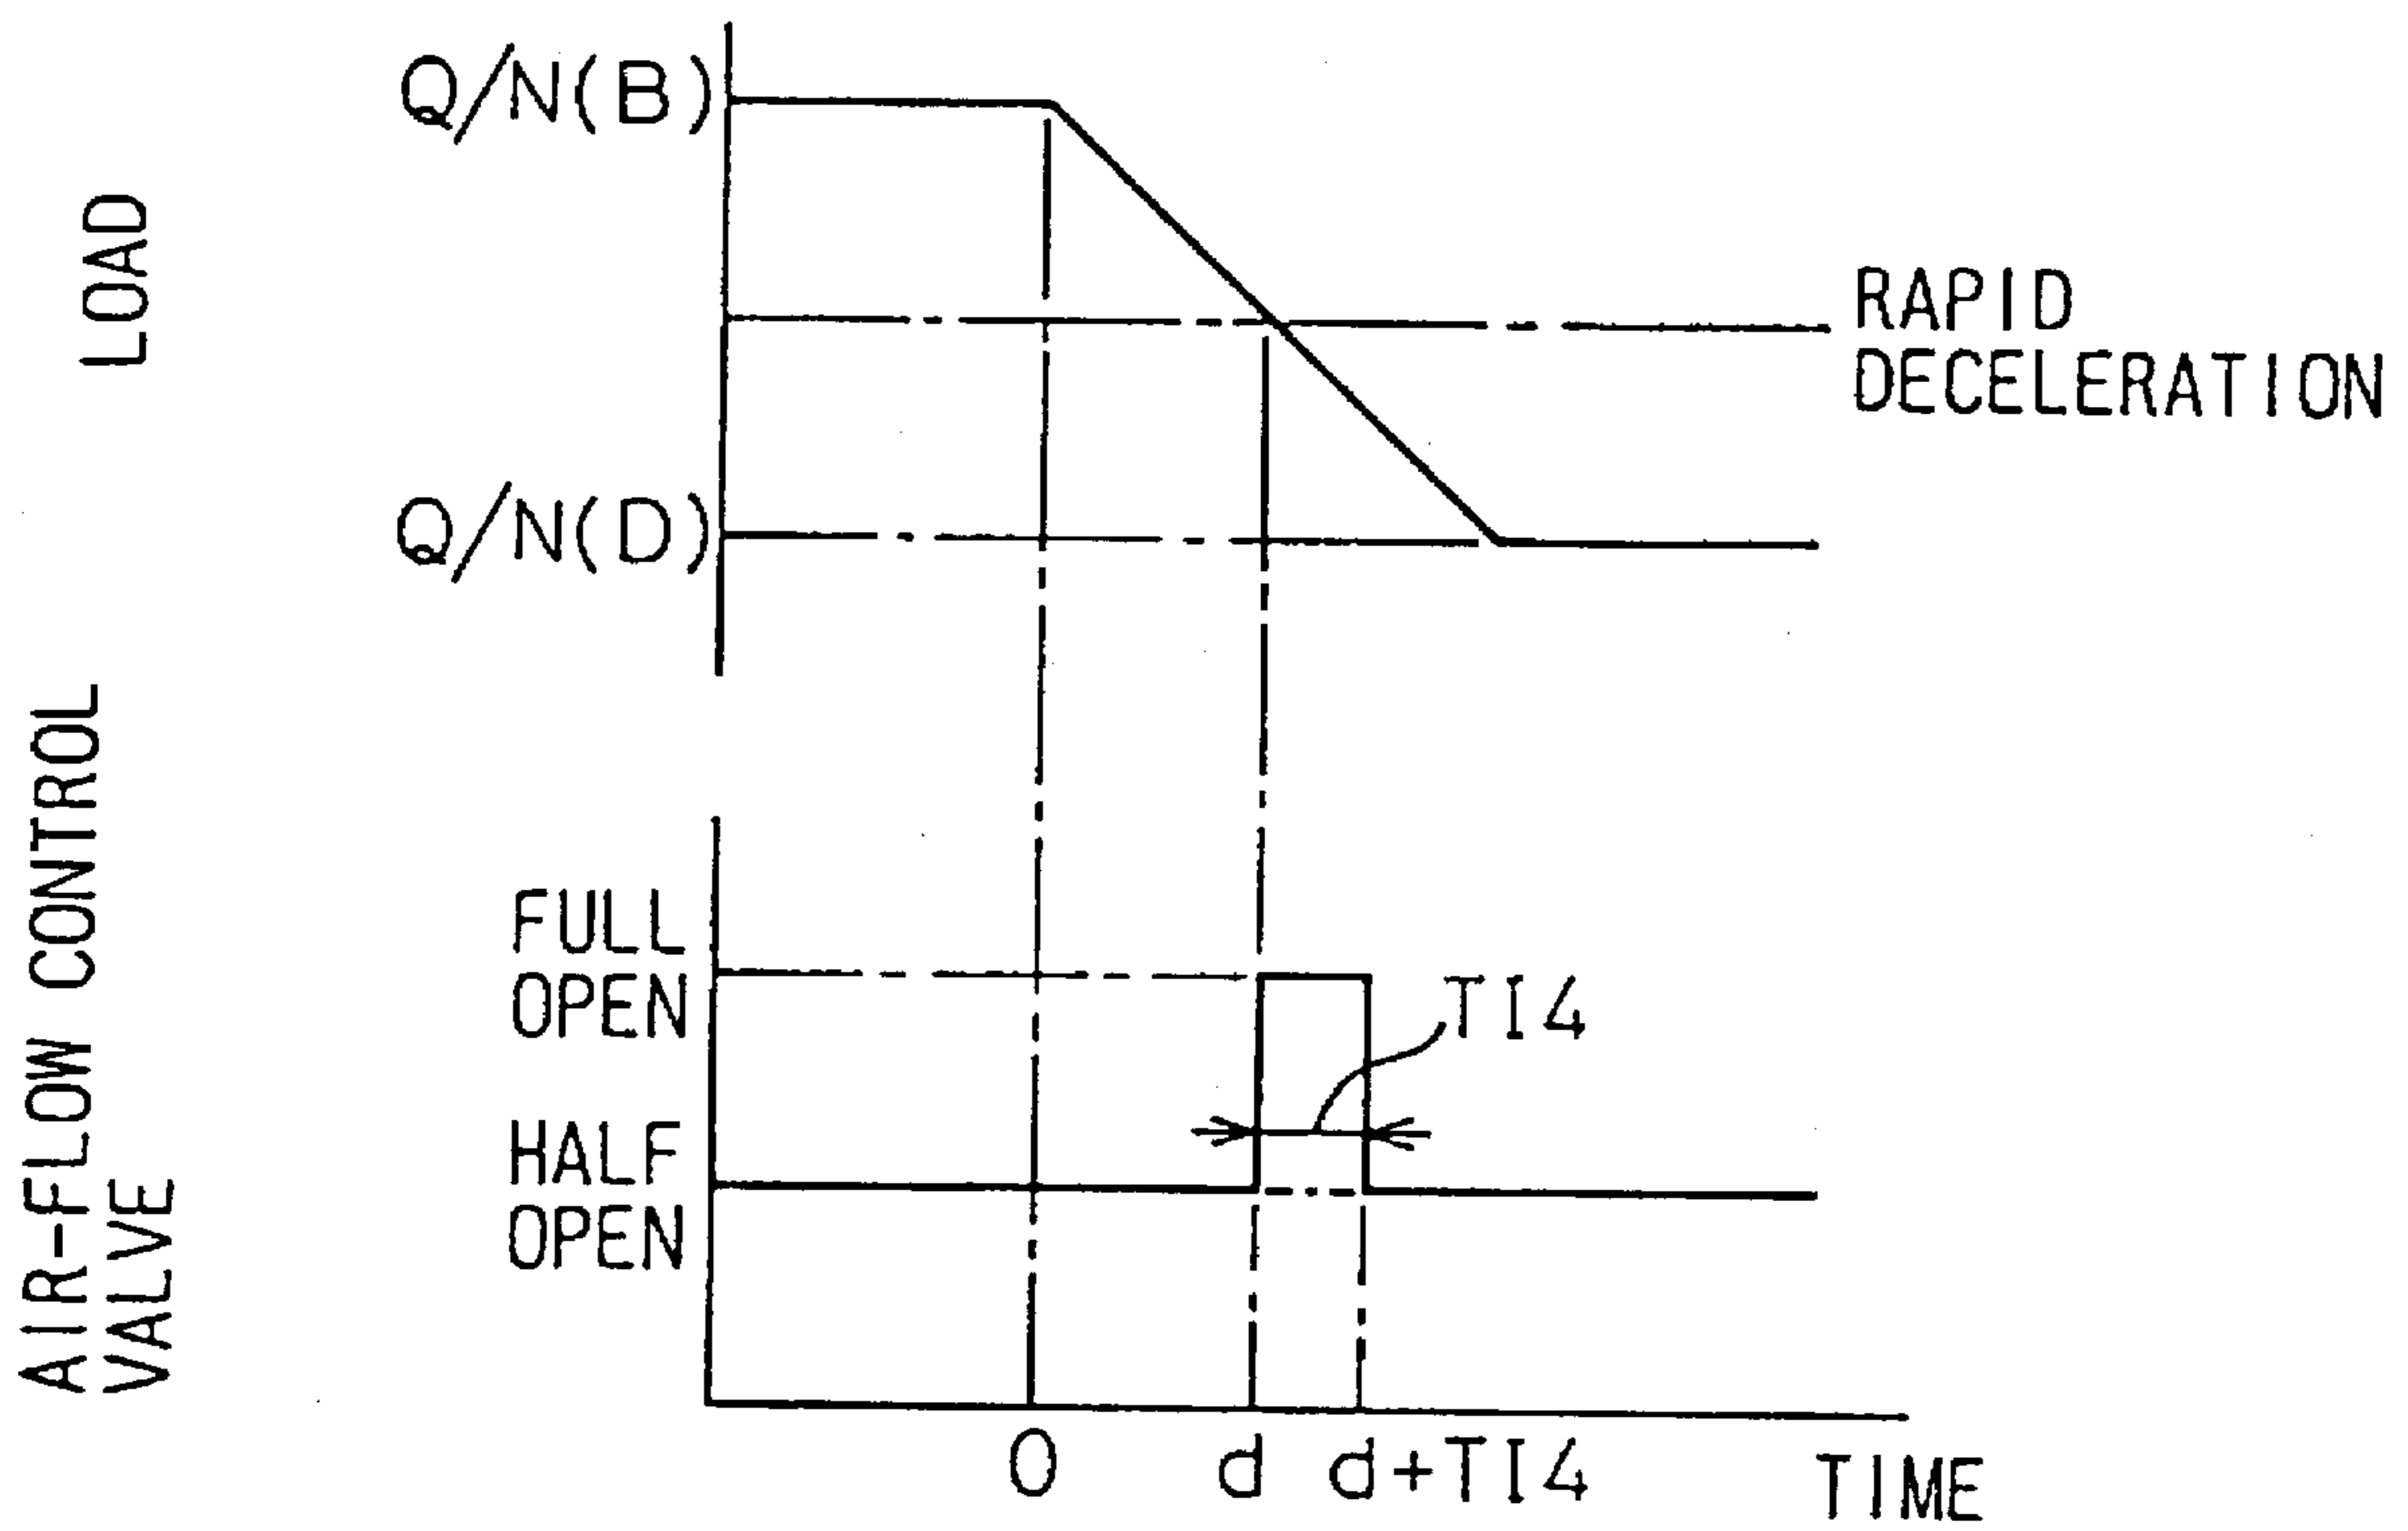 Q/N(B)
LOAD
RAPID
DECELERATION
Q/N(D)
AIR-FLOW CONTROL
VALVE
FULL
OPEN
TI4
HALF
OPEN
0
d
d+TI4
TIME